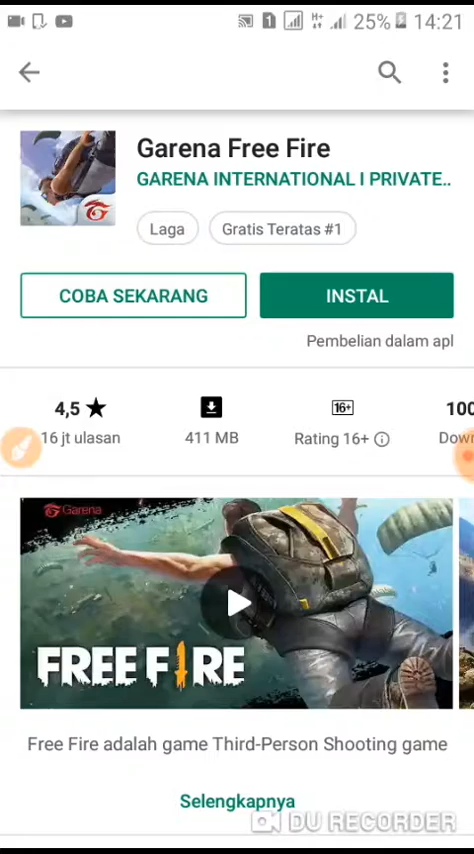 H+ 25% 14:21
Garena Free Fire
GARENA INTERNATIONAL I PRIVATE..
Laga
Gratis Teratas #1
COBA SEKARANG
INSTAL
Pembelian dalam apl
4,5 ★
16+
100
16 jt ulasan
411 MB
Rating 16+
Down
Garena
FREE FIRE
Free Fire adalah game Third-Person Shooting game
Selengkapnya
DU RECORDER